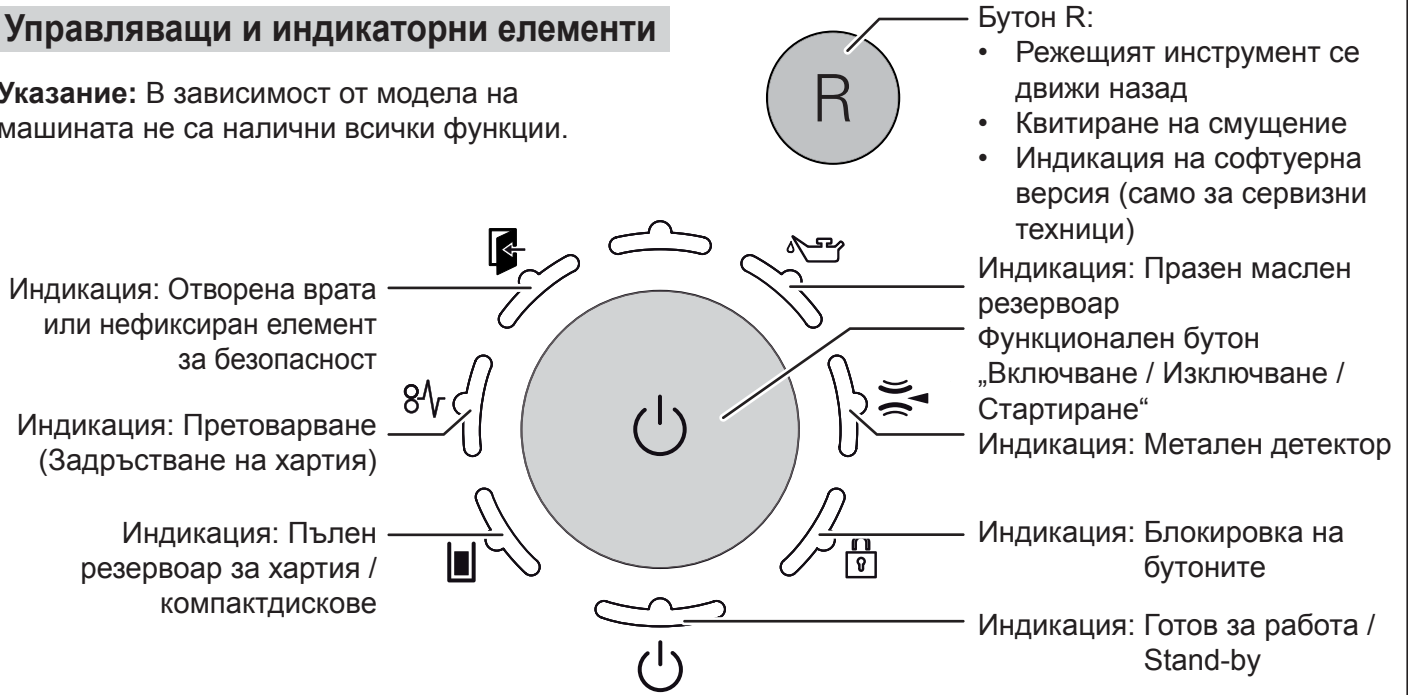 Управляващи и индикаторни елементи
Указание: В зависимост от модела на
машината не са налични всички функции.
R
Бутон R:
• Режещият инструмент се
движи назад
• Квитиране на смущение
• Индикация на софтуерна
версия (само за сервизни
техници)
Индикация: Празен маслен
резервоар
Функционален бутон
„Включване / Изключване /
Стартиране“
Индикация: Метален детектор
Индикация: Блокировка на
бутоните
Индикация: Готов за работа /
Stand-by
Индикация: Отворена врата
или нефиксиран елемент
за безопасност
Индикация: Претоварване
(Задръстване на хартия)
Индикация: Пълен
резервоар за хартия /
компактдискове